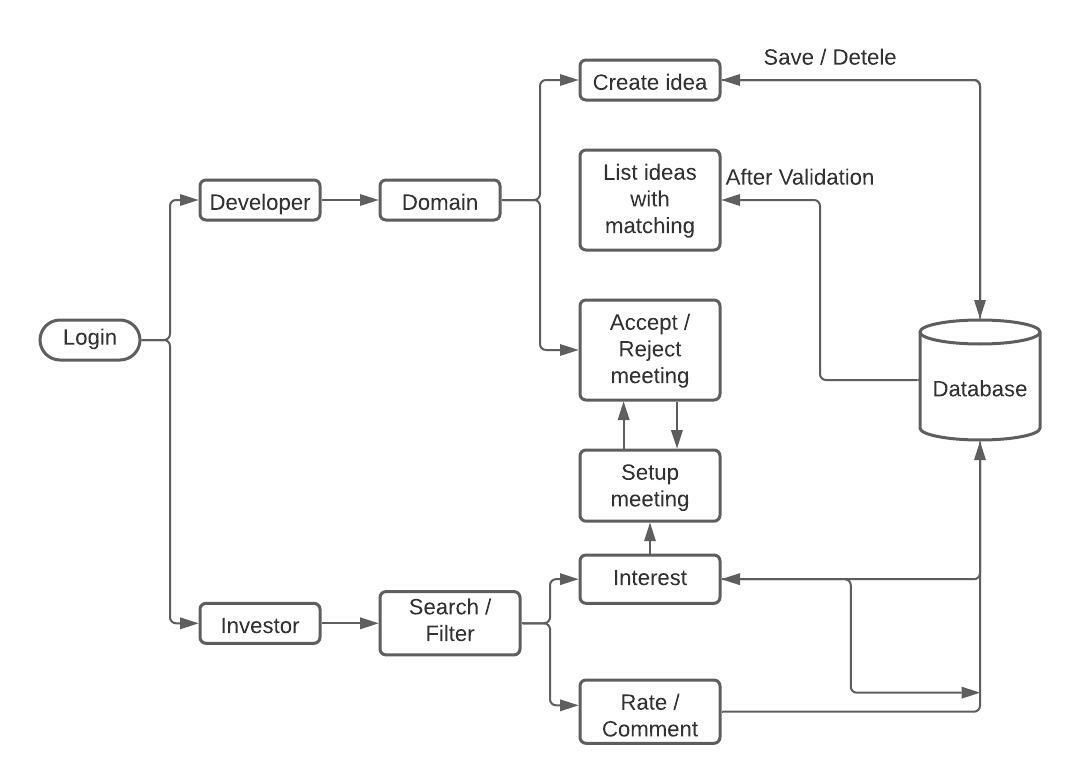 Save / Detele
Create idea
List ideas
with
matching
After Validation
Developer
Domain
Login
Accept /
Reject
meeting
Database
Setup
meeting
Interest
Search /
Filter
Investor
Rate /
Comment